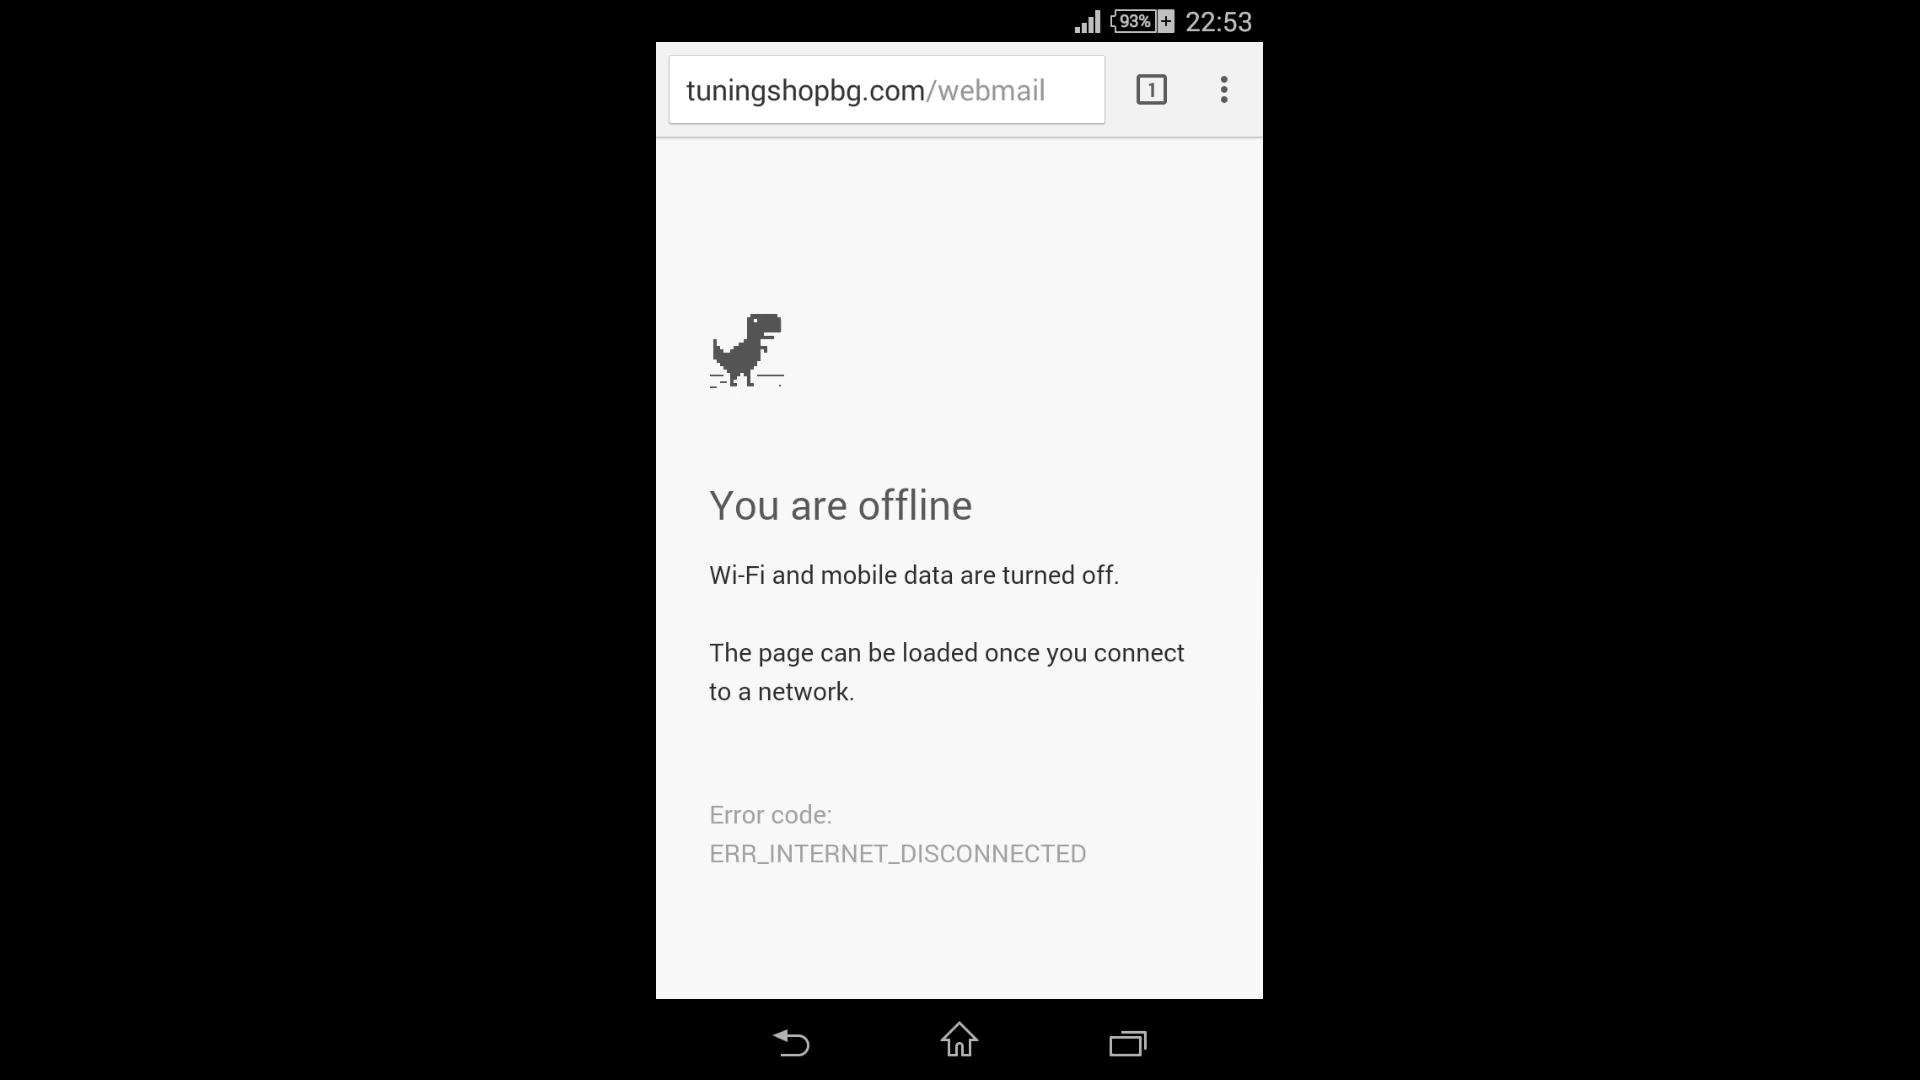 93% 22:53
tuningshopbg.com/webmail 1
You are offline
Wi-Fi and mobile data are turned off.
The page can be loaded once you connect
to a network.
Error code:
ERR_INTERNET_DISCONNECTED